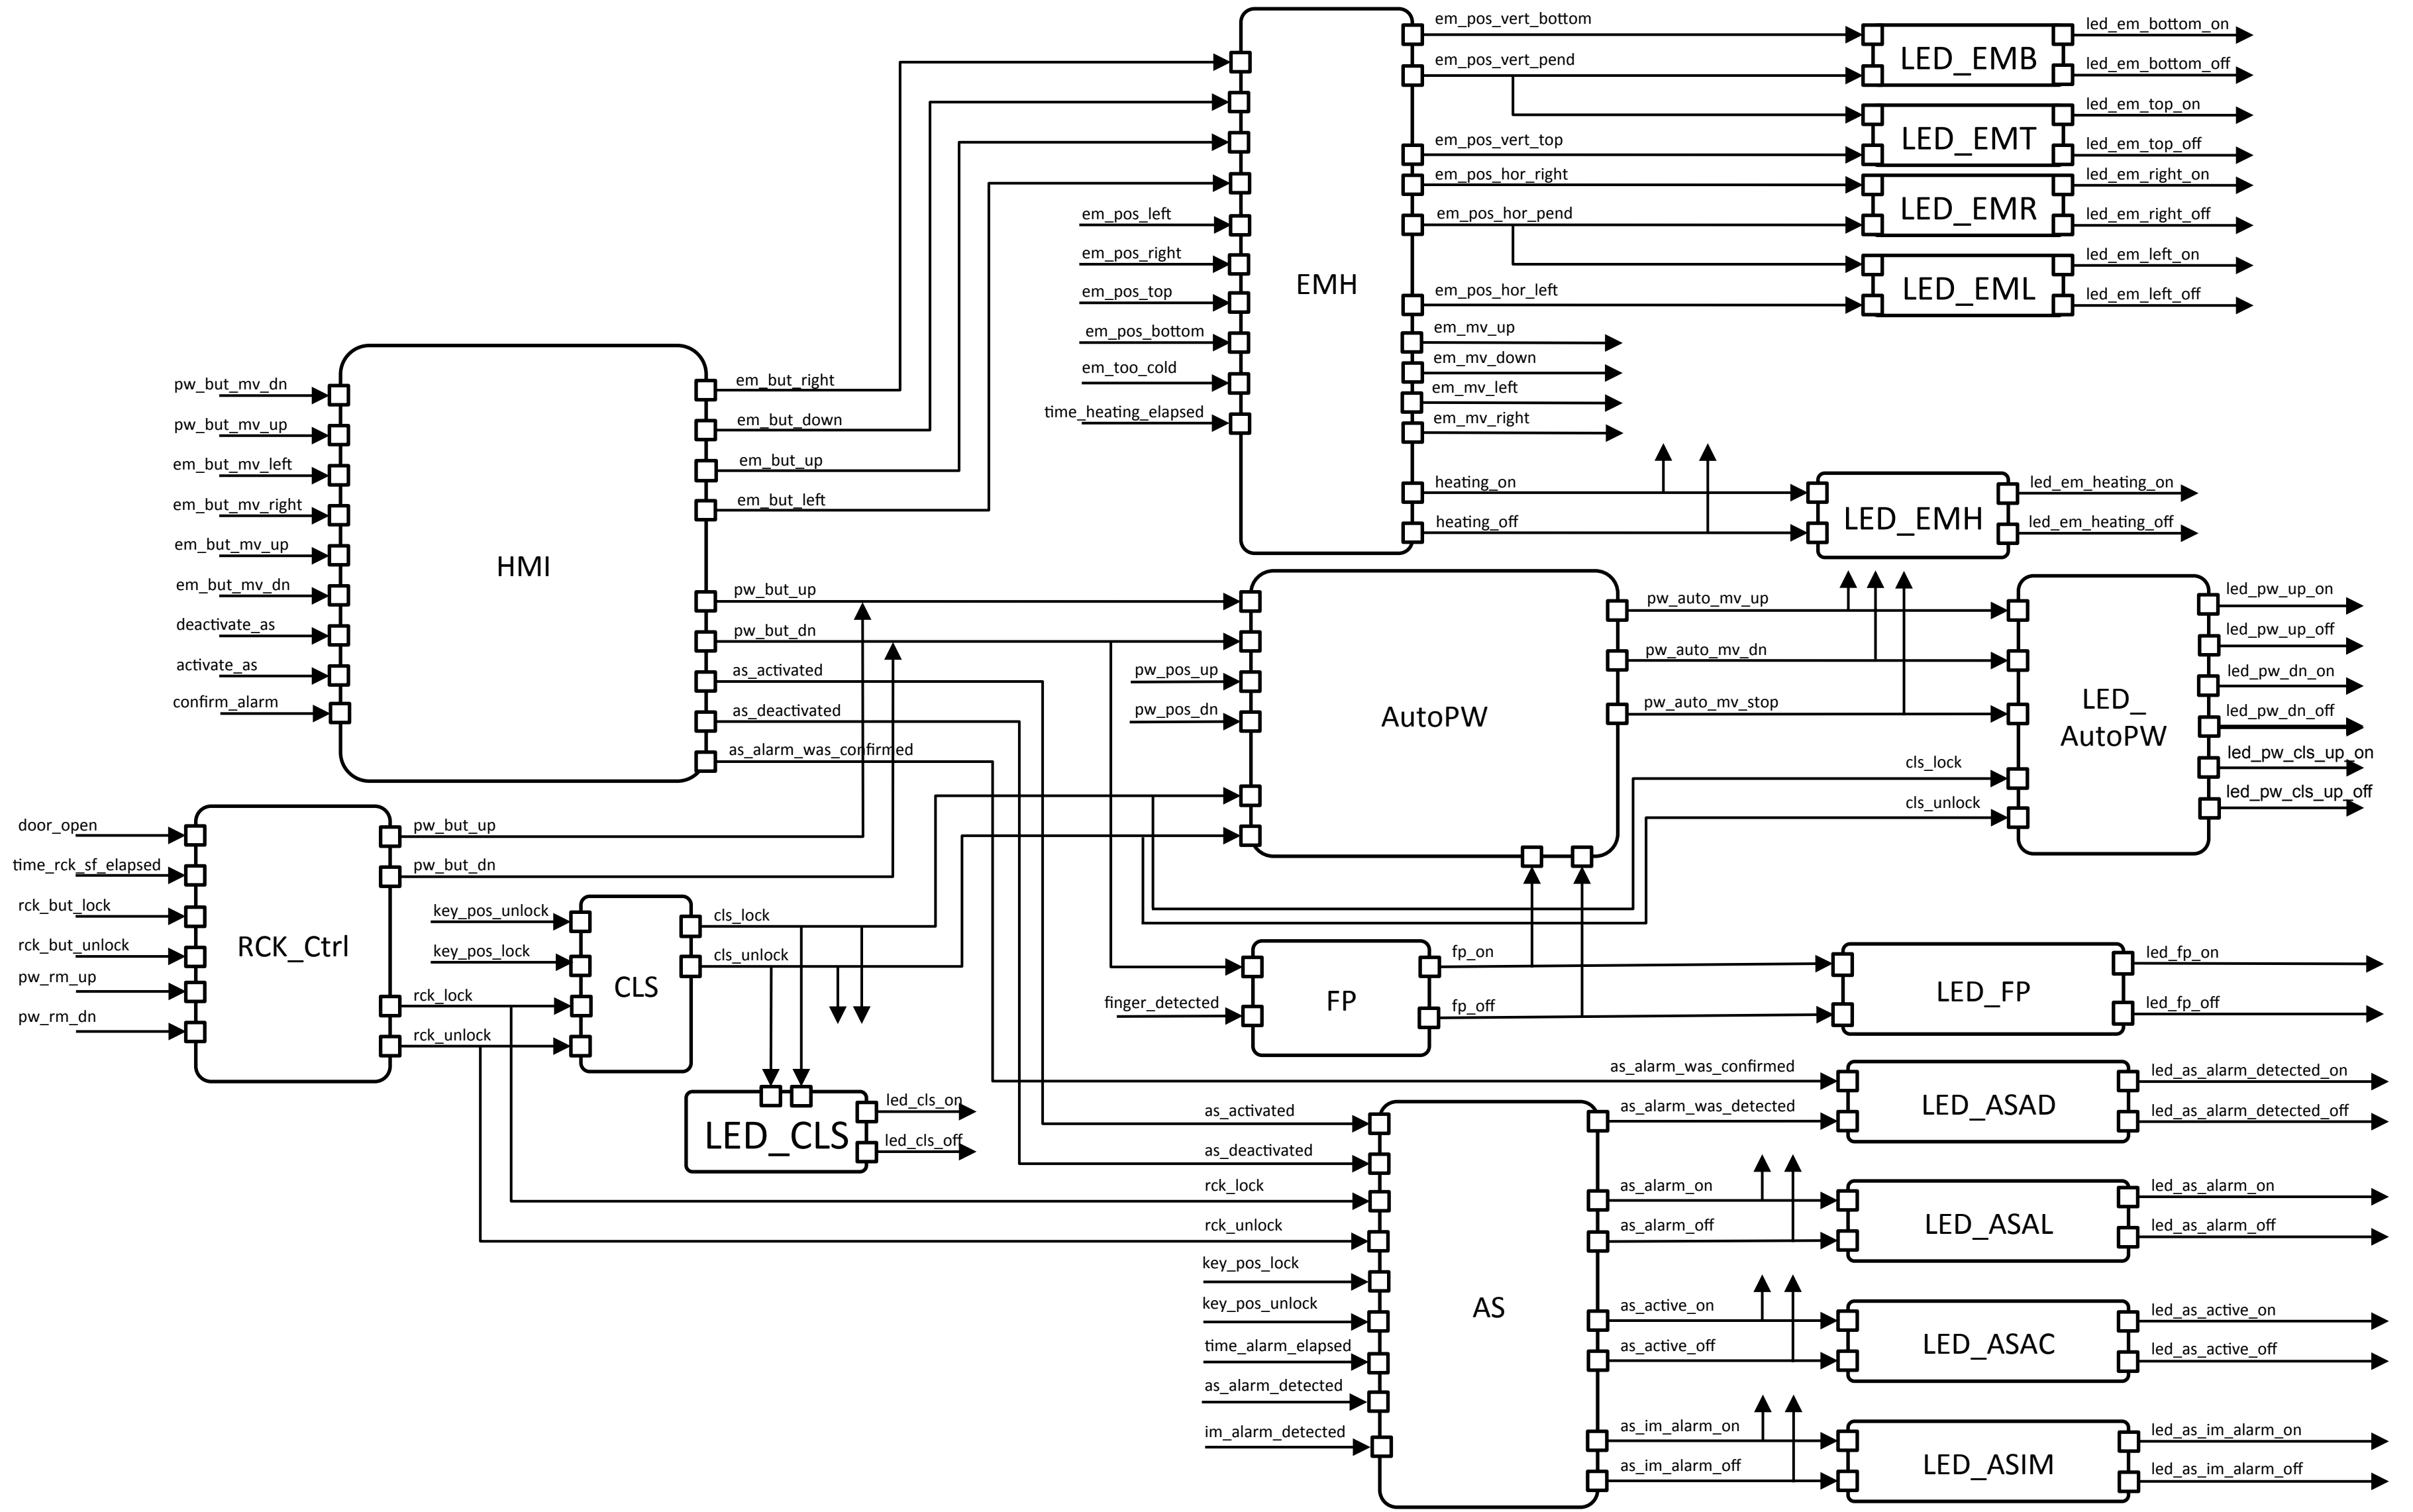 pw_but_mv_dn
pw_but_mv_up
em_but_mv_left
em_but_mv_right
em_but_mv_up
em_but_mv_dn
deactivate_as
activate_as
confirm_alarm
HMI
em_but_right
em_but_down
em_but_up
em_but_left
pw_but_up
pw_but_dn
as_activated
as_deactivated
as_alarm_was_confirmed
door_open
time_rck_sf_elapsed
rck_but_lock
rck_but_unlock
pw_rm_up
pw_rm_dn
RCK_Ctrl
pw_but_up
pw_but_dn
rck_lock
rck_unlock
key_pos_unlock
key_pos_lock
CLS
cls_lock
cls_unlock
LED_CLS
led_cls_on
led_cls_off
em_pos_left
em_pos_right
em_pos_top
em_pos_bottom
em_too_cold
time_heating_elapsed
EMH
em_pos_vert_bottom
em_pos_vert_pend
em_pos_vert_top
em_pos_hor_right
em_pos_hor_pend
em_pos_hor_left
em_mv_up
em_mv_down
em_mv_left
em_mv_right
heating_on
heating_off
LED_EMB
led_em_bottom_on
led_em_bottom_off
LED_EMT
led_em_top_on
led_em_top_off
LED_EMR
led_em_right_on
led_em_right_off
LED_EML
led_em_left_on
led_em_left_off
LED_EMH
led_em_heating_on
led_em_heating_off
pw_pos_up
pw_pos_dn
AutoPW
pw_auto_mv_up
pw_auto_mv_dn
pw_auto_mv_stop
cls_lock
cls_unlock
LED_
AutoPW
led_pw_up_on
led_pw_up_off
led_pw_dn_on
led_pw_dn_off
led_pw_cls_up_on
led_pw_cls_up_off
finger_detected
FP
fp_on
fp_off
LED_FP
led_fp_on
led_fp_off
as_activated
as_deactivated
rck_lock
rck_unlock
key_pos_lock
key_pos_unlock
time_alarm_elapsed
as_alarm_detected
im_alarm_detected
AS
as_alarm_was_confirmed
as_alarm_was_detected
as_alarm_on
as_alarm_off
as_active_on
as_active_off
as_im_alarm_on
as_im_alarm_off
LED_ASAD
led_as_alarm_detected_on
led_as_alarm_detected_off
LED_ASAL
led_as_alarm_on
led_as_alarm_off
LED_ASAC
led_as_active_on
led_as_active_off
LED_ASIM
led_as_im_alarm_on
led_as_im_alarm_off